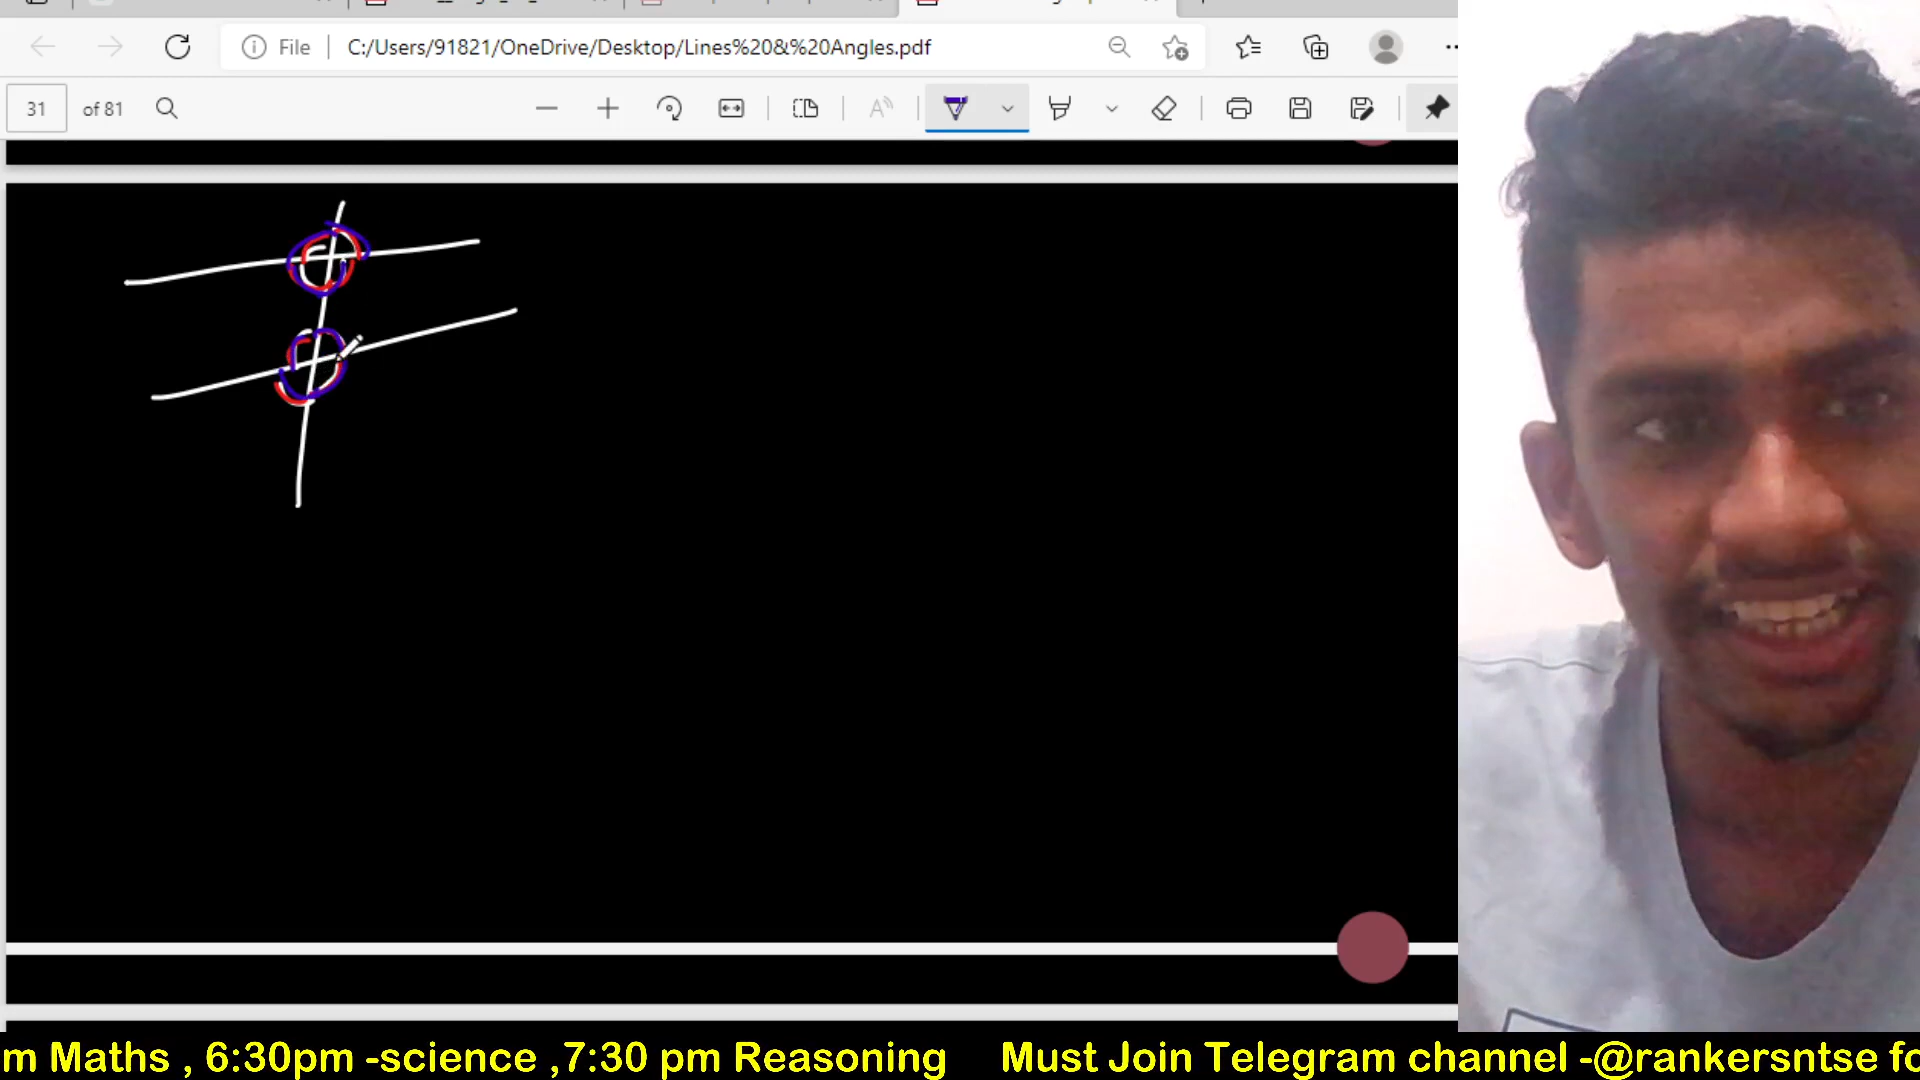 File
C:/Users/91821/OneDrive/Desktop/Lines%20&%20Angles.pdf
31 of 81
m Maths , 6:30pm -science ,7:30 pm Reasoning Must Join Telegram channel -@rankersntse fo